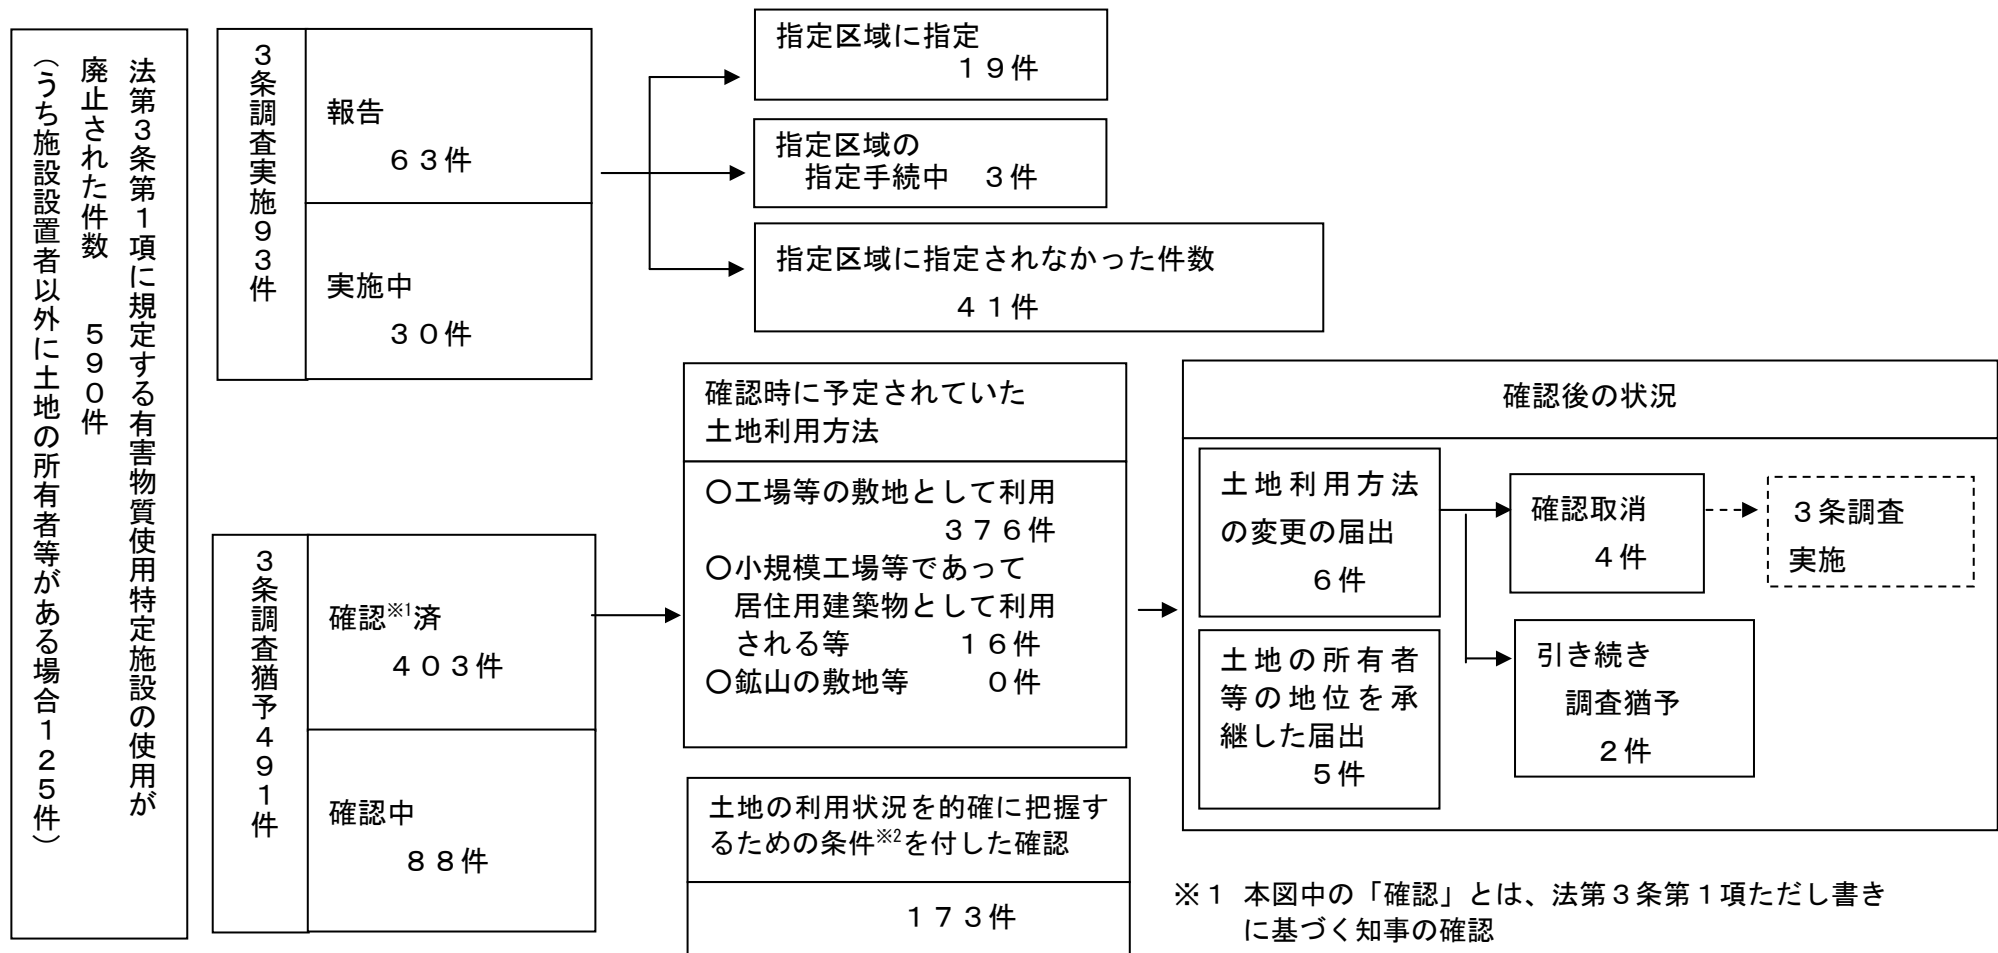 法第３条第１項に規定する有害物質使用特定施設の使用が
廃止された件数　５９０件
（うち施設設置者以外に土地の所有者等がある場合１２５件）
３条調査実施９３件
報告
６３件
実施中
３０件
指定区域に指定
１９件
指定区域の
指定手続中　３件
指定区域に指定されなかった件数
４１件
３条調査猶予４９１件
確認※1済
４０３件
確認中
８８件
確認時に予定されていた
土地利用方法
○工場等の敷地として利用
３７６件
○小規模工場等であって
居住用建築物として利用
される等　１６件
○鉱山の敷地等　０件
土地の利用状況を的確に把握す
るための条件※2を付した確認
１７３件
確認後の状況
土地利用方法
の変更の届出
６件
土地の所有者
等の地位を承
継した届出
５件
確認取消
４件
引き続き
調査猶予
２件
３条調査
実施
※１　本図中の「確認」とは、法第３条第１項ただし書き
に基づく知事の確認